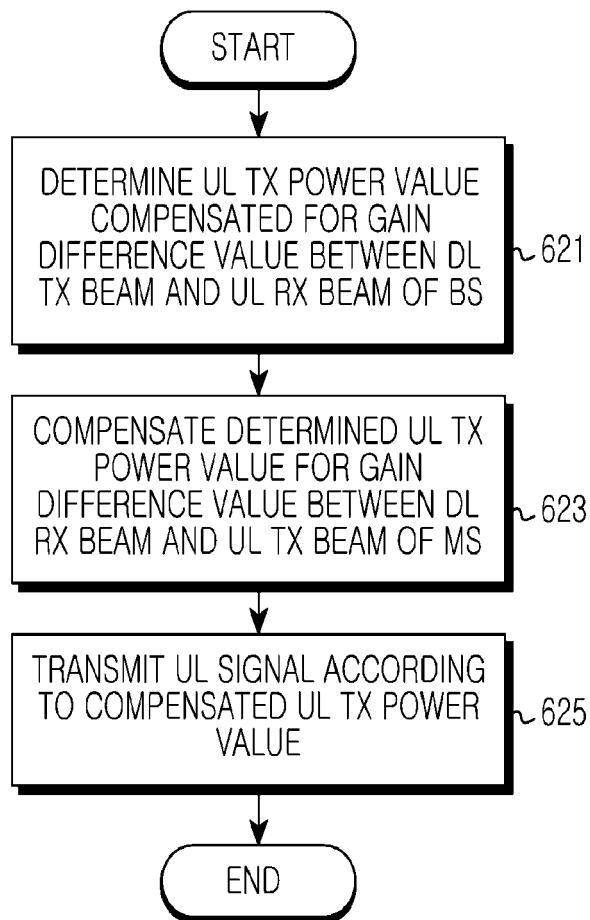 START
DETERMINE UL TX POWER VALUE
COMPENSATED FOR GAIN
DIFFERENCE VALUE BETWEEN DL
TX BEAM AND UL RX BEAM OF BS
621
COMPENSATE DETERMINED UL TX
POWER VALUE FOR GAIN
DIFFERENCE VALUE BETWEEN DL
RX BEAM AND UL TX BEAM OF MS
623
TRANSMIT UL SIGNAL ACCORDING
TO COMPENSATED UL TX POWER
VALUE
625
END